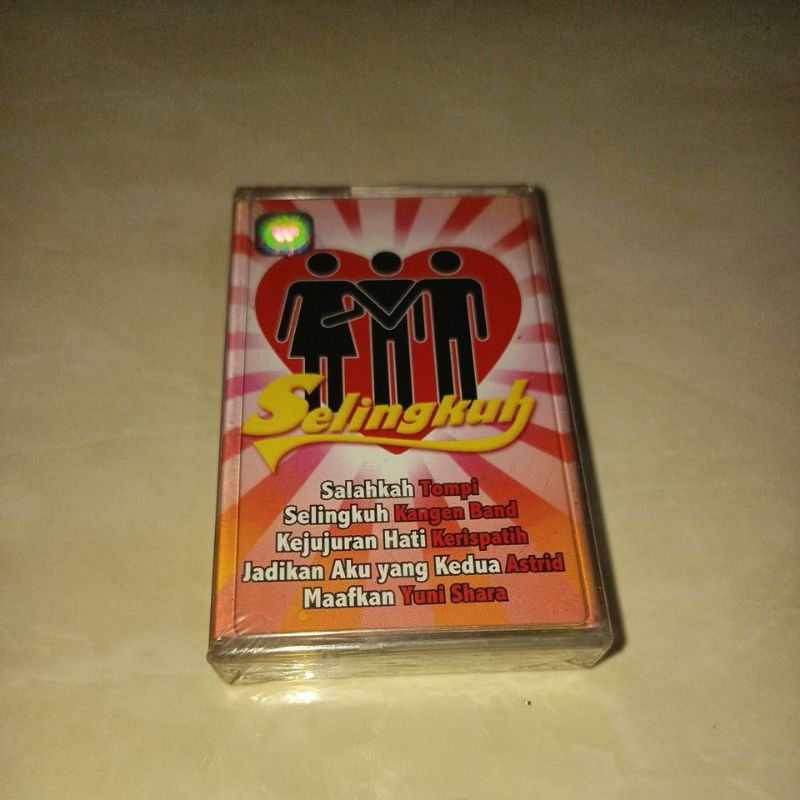 Selingkuh
Salahkah Tompi
Selingkuh Kangen Band
Kejujuran Hati Kerispatih
Jadikan Aku yang Kedua Astrid
Maafkan Yuni Shara